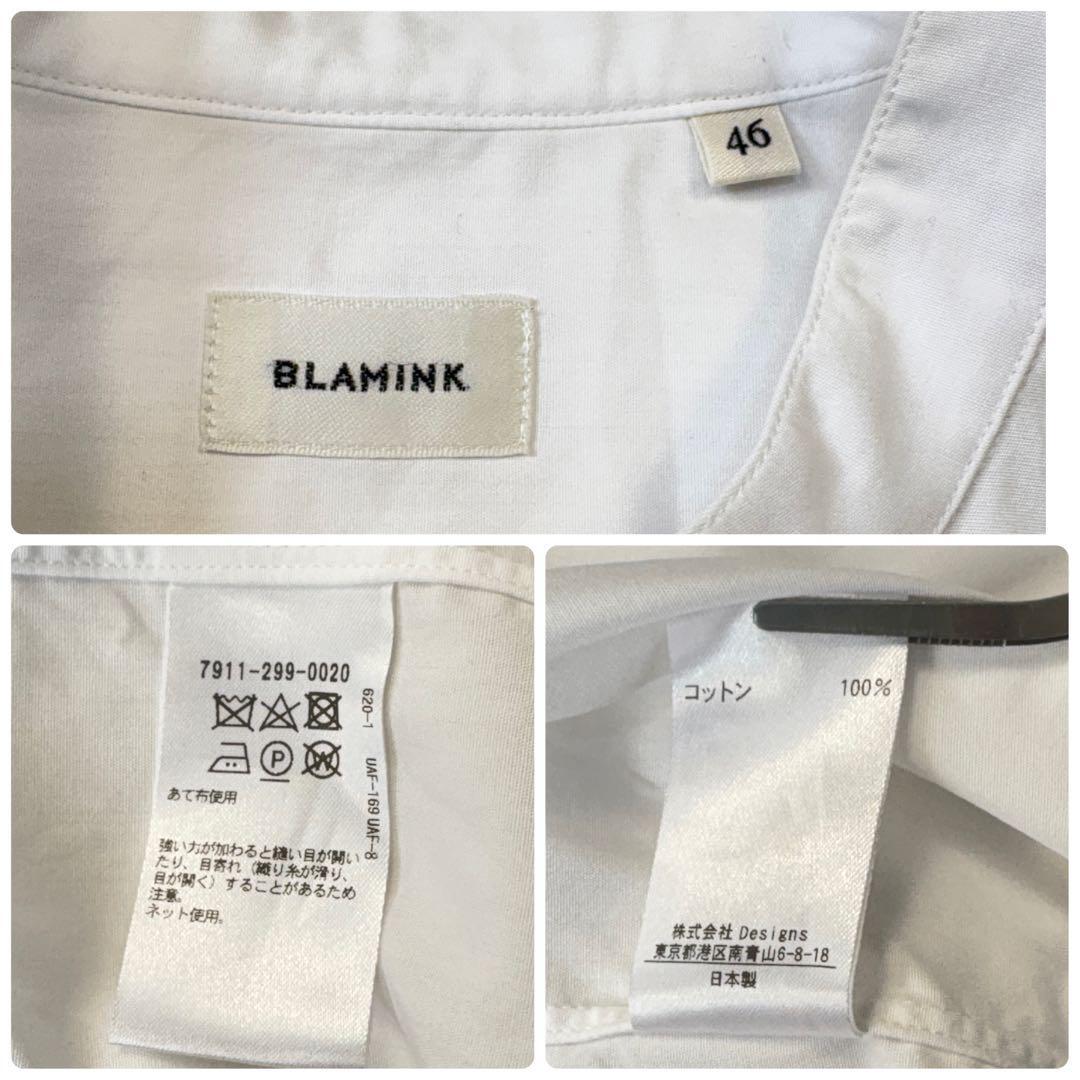 46
BLAMINK
7911-299-0020
P
W
620-1 UAF-169 UAF-8
あて布使用
強い力が加わると縫い目が開い
たり、目寄れ(織り糸が滑り、
目が開く)することがあるため
注意。
ネット使用。
コットン 100%
株式会社 Designs
東京都港区南青山6-8-18
日本製